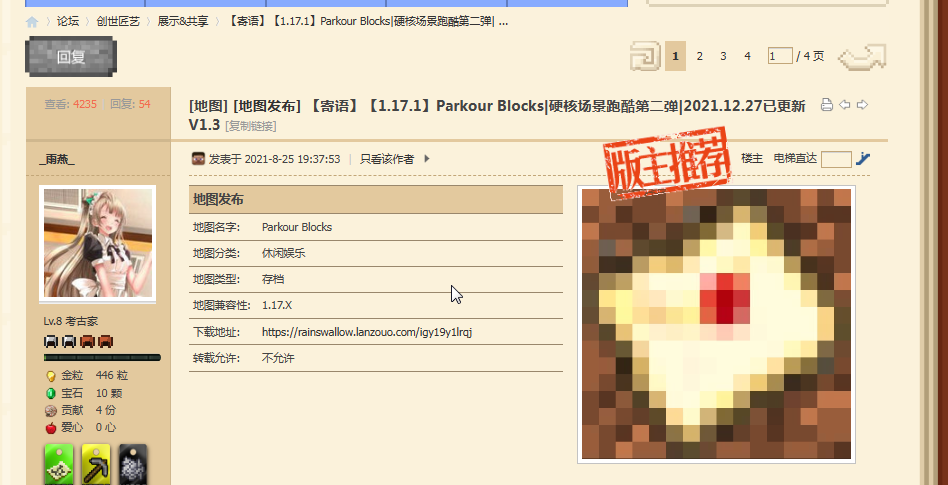 论坛 › 创世匠艺 › 展示&共享 › 【寄语】【1.17.1】Parkour Blocks|硬核场景跑酷第二弹| ...
回复
1 2 3 4 1 / 4 页
查看: 4235 | 回复: 54
[地图] [地图发布] 【寄语】【1.17.1】Parkour Blocks|硬核场景跑酷第二弹|2021.12.27已更新
V1.3 [复制链接]
_雨燕_
发表于 2021-8-25 19:37:53 | 只看该作者
楼主 电梯直达
版主推荐
地图发布
地图名字: Parkour Blocks
地图分类: 休闲娱乐
地图类型: 存档
地图兼容性: 1.17.X
下载地址: https://rainswallow.lanzouo.com/igy19y1lrqj
转载允许: 不允许
Lv.8 考古家
金粒 446 粒
宝石 10 颗
贡献 4 份
爱心 0 心